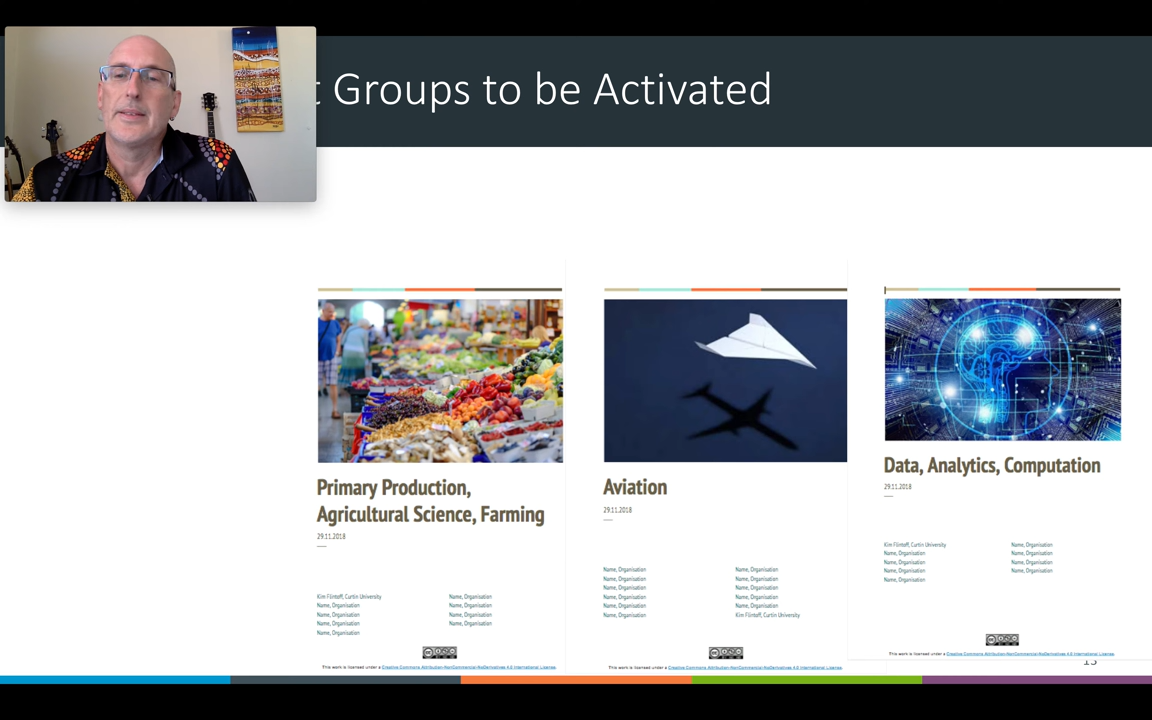 Groups to be Activated
Primary Production,
Agricultural Science, Farming
29.11.2018
Kim Flintoff, Curtin University
Name, Organisation
Name, Organisation
Name, Organisation
Name, Organisation
Name, Organisation
Name, Organisation
Name, Organisation
Name, Organisation
This work is licensed under a Creative Commons Attribution-NonCommercial-NoDerivatives 4.0 International License.
Aviation
29.11.2018
Name, Organisation
Name, Organisation
Name, Organisation
Name, Organisation
Name, Organisation
Name, Organisation
Name, Organisation
Name, Organisation
Name, Organisation
Name, Organisation
Name, Organisation
Kim Flintoff, Curtin University
This work is licensed under a Creative Commons Attribution-NonCommercial-NoDerivatives 4.0 International License.
Data, Analytics, Computation
29.11.2018
Kim Flintoff, Curtin University
Name, Organisation
Name, Organisation
Name, Organisation
Name, Organisation
Name, Organisation
Name, Organisation
Name, Organisation
Name, Organisation
This work is licensed under a Creative Commons Attribution-NonCommercial-NoDerivatives 4.0 International License.